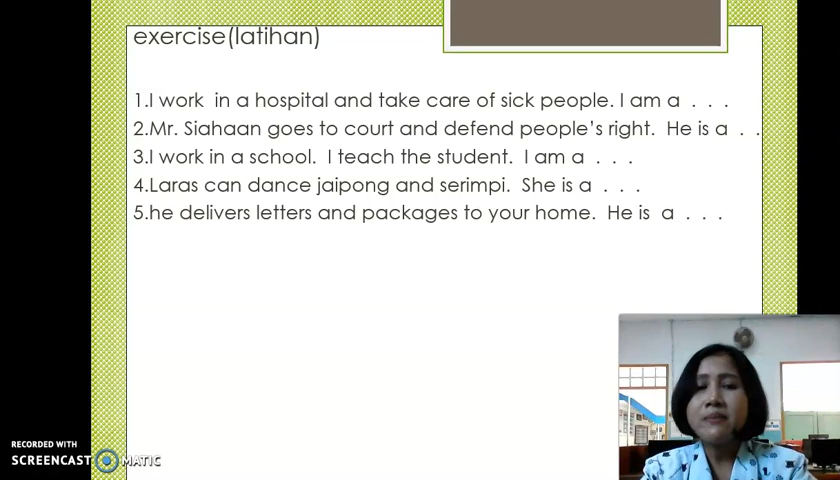 exercise(latihan)
1.I work in a hospital and take care of sick people. I am a . . .
2.Mr. Siahaan goes to court and defend people's right. He is a . .
3.I work in a school. I teach the student. I am a . . .
4.Laras can dance jaipong and serimpi. She is a . . .
5.he delivers letters and packages to your home. He is a . . .
RECORDED WITH
SCREENCAST MATIC